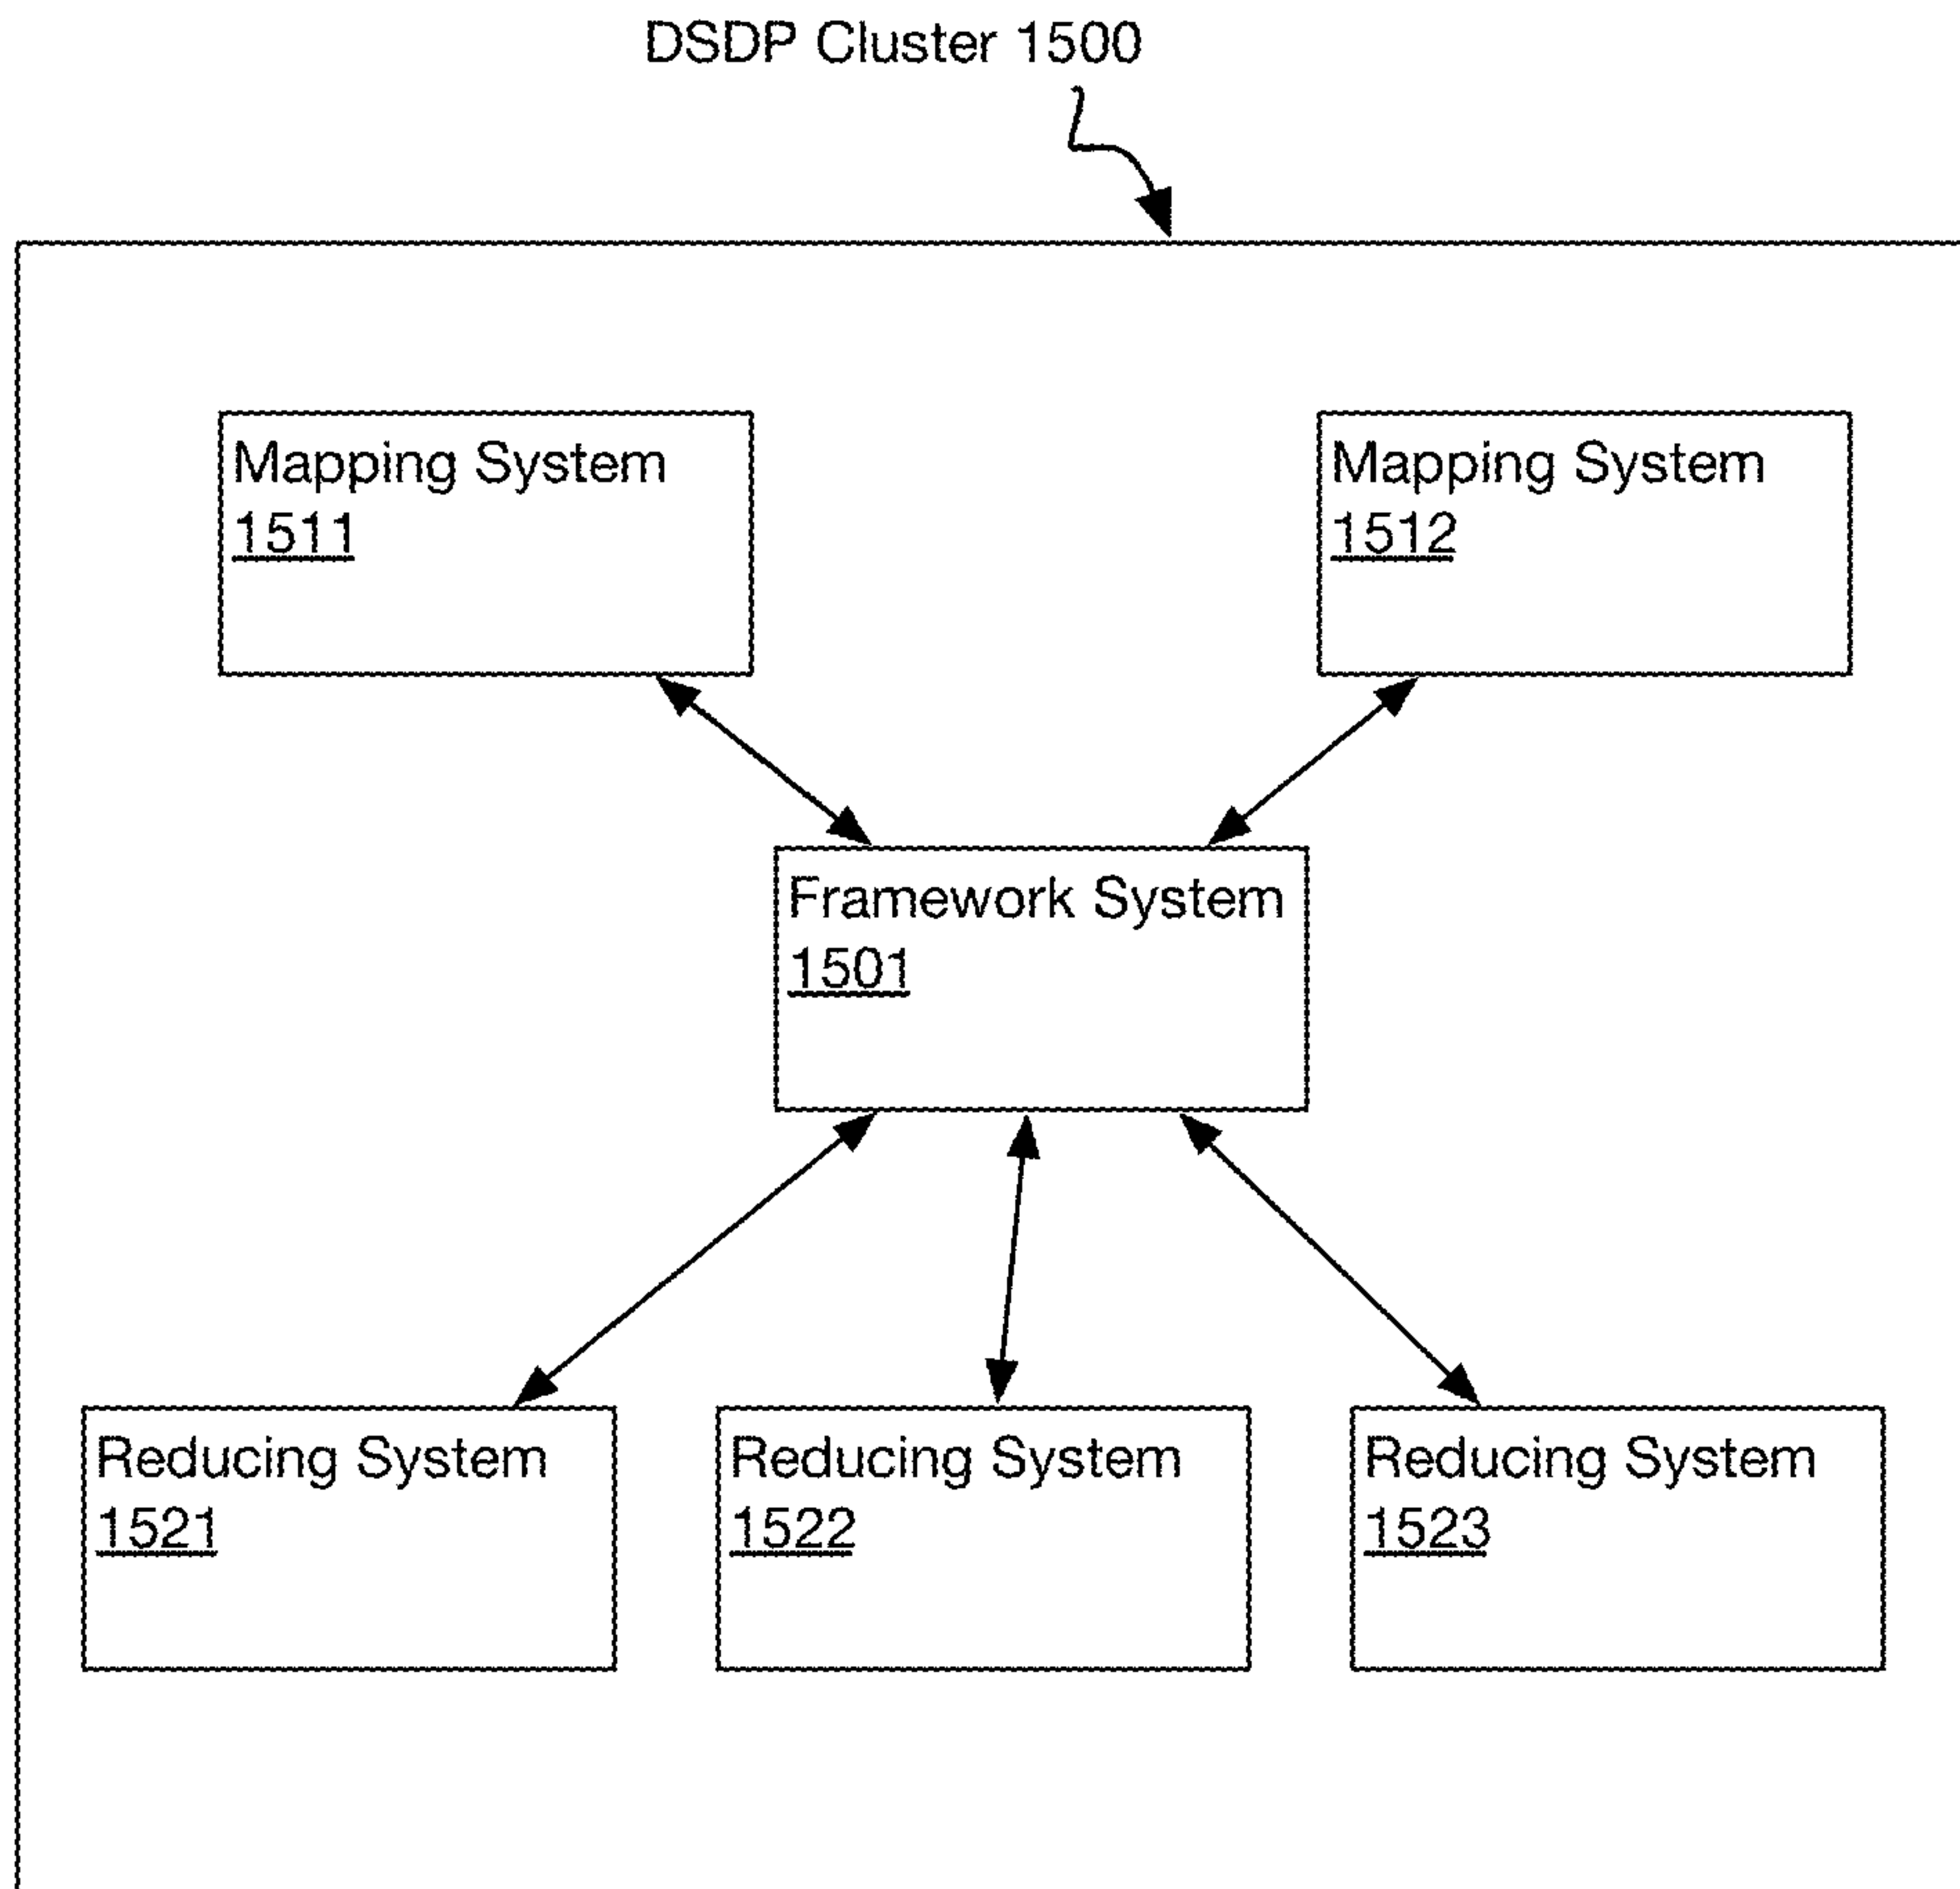 DSDP Cluster 1500
Mapping System
1511
Mapping System
1512
Framework System
1501
Reducing System
1521
Reducing System
1522
Reducing System
1523